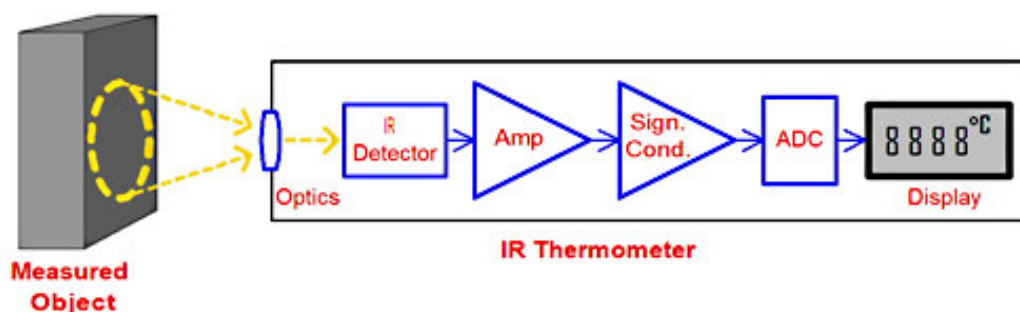 IR
Detector
Amp
Sign.
Cond.
ADC
8888°C
Optics
Display
IR Thermometer
Measured
Object